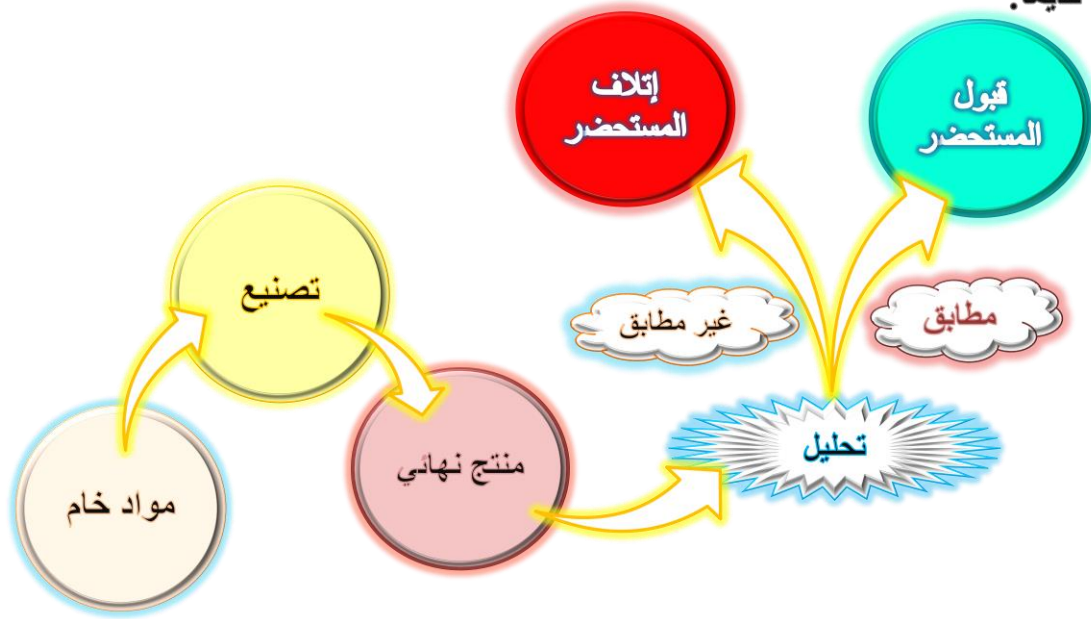 إتلاف
المستحضر
قبول
المستحضر
تصنيع
غير مطابق
مطابق
منتج نهائي
تحليل
مواد خام